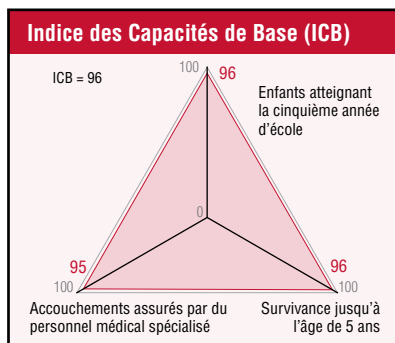 Indice des Capacités de Base (ICB)
ICB = 96
100
96
Enfants atteignant
la cinquième année
d'école
0
95
100
96
100
Accouchements assurés par du
personnel médical spécialisé
Survivance jusqu'à
l'âge de 5 ans